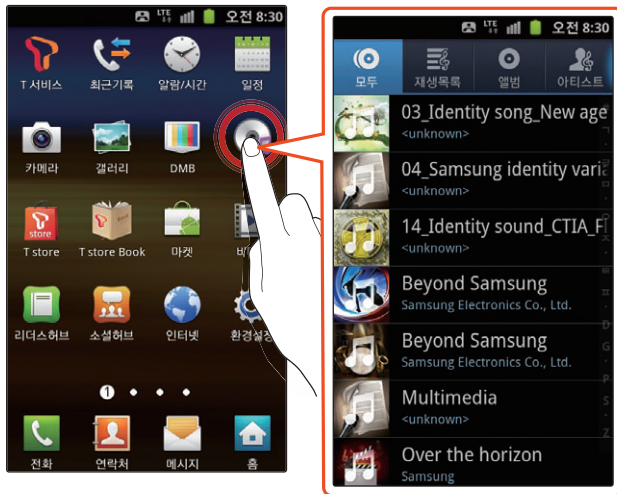 LTE 오전 8:30
T 서비스 최근기록 알람/시간 일정
카메라 갤러리 DMB
store
T store T store Book 마켓
리더스허브 소셜허브 인터넷 환경설정
1
전화 연락처 메시지 홈
LTE 오전 8:30
모두 재생목록 앨범 아티스트
03_Identity song_New age
<unknown>
04_Samsung identity varia
<unknown>
14_Identity sound_CTIA_F
<unknown>
Beyond Samsung
Samsung Electronics Co., Ltd.
Beyond Samsung
Samsung Electronics Co., Ltd.
Multimedia
<unknown>
Over the horizon
Samsung
D
G
P
S
Z